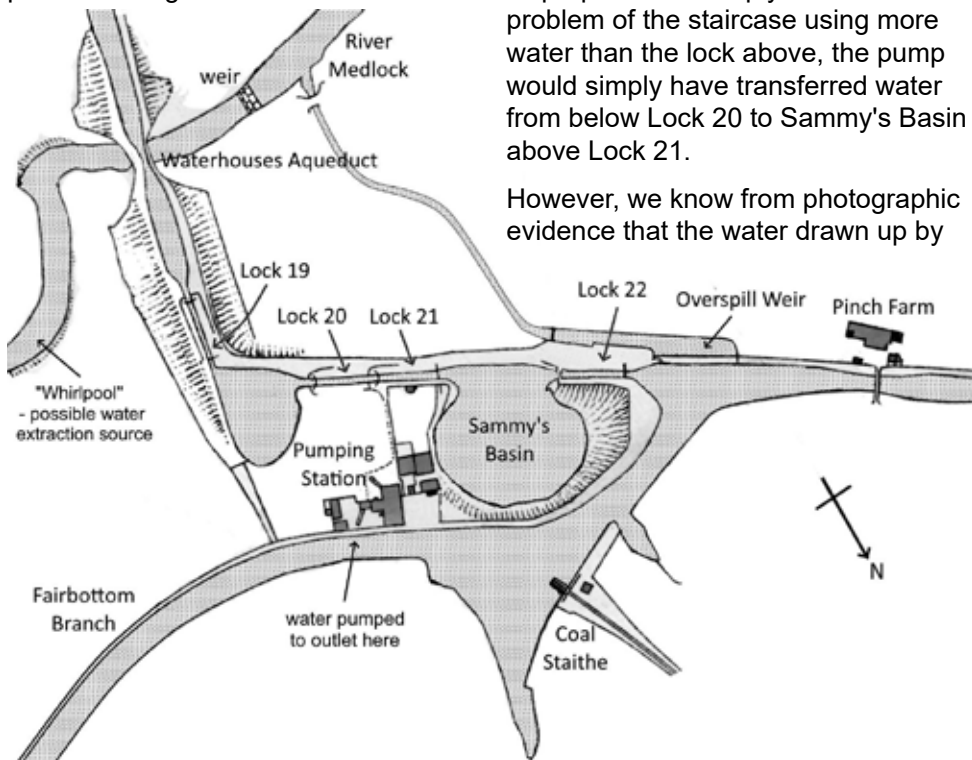 problem of the staircase using more
water than the lock above, the pump
would simply have transferred water
from below Lock 20 to Sammy's Basin
above Lock 21.
However, we know from photographic
evidence that the water drawn up by
River
Medlock
weir
Waterhouses Aqueduct
Lock 19
Lock 20
Lock 21
Lock 22
Overspill Weir
Pinch Farm
"Whirlpool"
- possible water
extraction source
Pumping
Station
Sammy's
Basin
N
Fairbottom
Branch
water pumped
to outlet here
Coal
Staithe